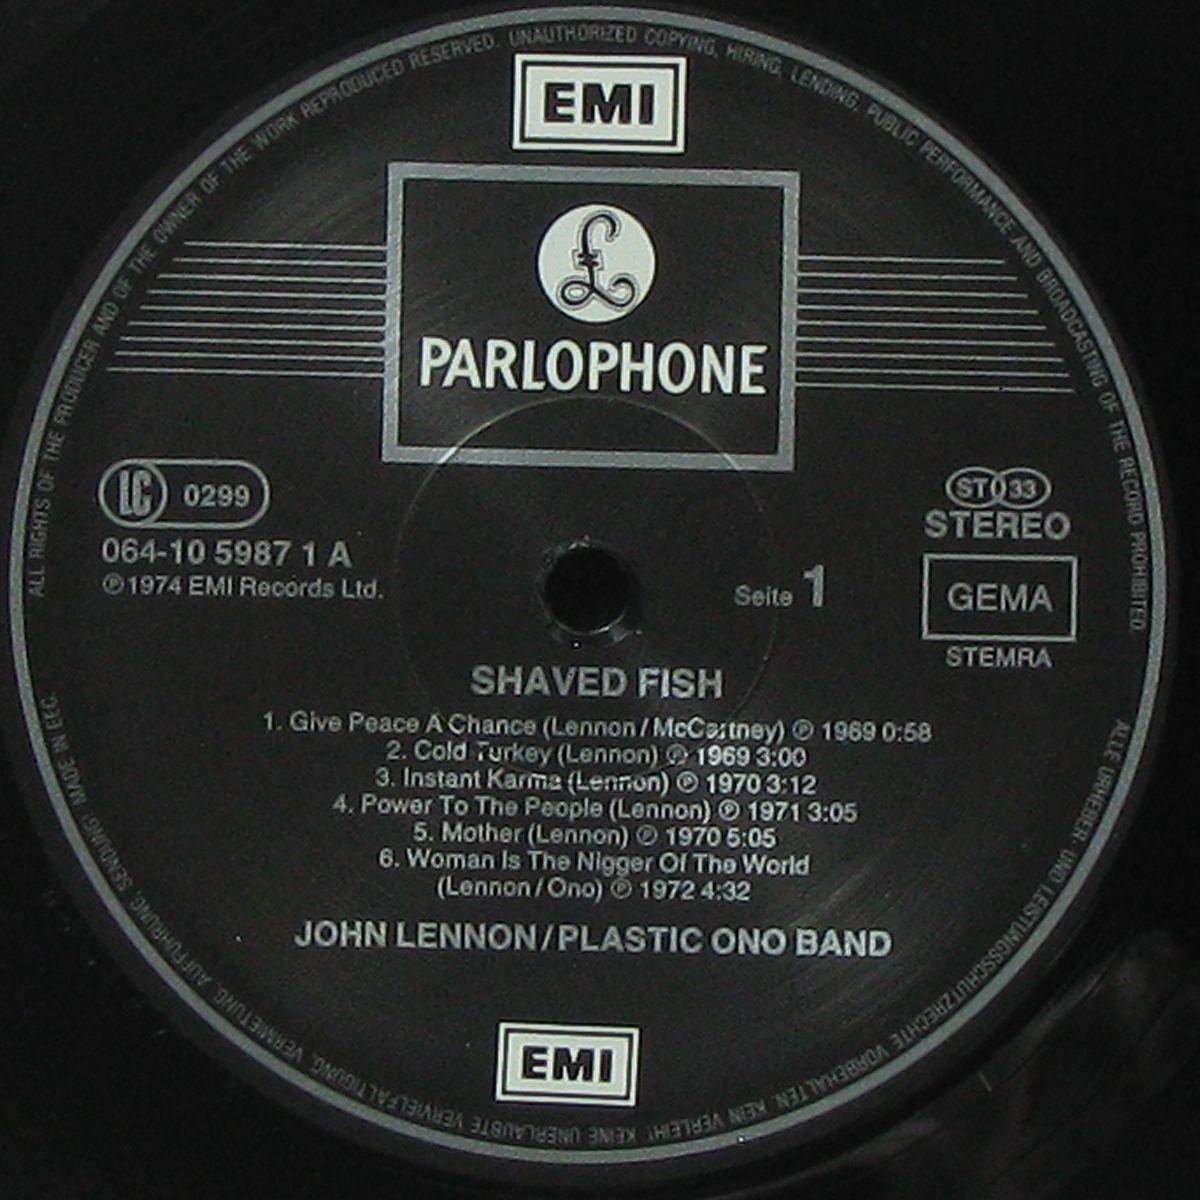 ALL RIGHTS OF THE PRODUCER AND OF THE OWNER OF THE WORK REPRODUCED RESERVED. UNAUTHORIZED COPYING, HIRING, LENDING, PUBLIC PERFORMANCE AND BROADCASTING OF THE RECORD PROHIBITED.
EMI
£
PARLOPHONE
LC 0299
064-10 5987 1 A
℗ 1974 EMI Records Ltd.
ST 33
STEREO
GEMA
STEMRA
Seite 1
SHAVED FISH
1. Give Peace A Chance (Lennon/McCartney) ℗ 1969 0:58
2. Cold Turkey (Lennon) ℗ 1969 3:00
3. Instant Karma (Lennon) ℗ 1970 3:12
4. Power To The People (Lennon) ℗ 1971 3:05
5. Mother (Lennon) ℗ 1970 5:05
6. Woman Is The Nigger Of The World
(Lennon/Ono) ℗ 1972 4:32
JOHN LENNON/PLASTIC ONO BAND
EMI
ALLE URHEBER- UND LEISTUNGSSCHUTZRECHTE VORBEHALTEN. KEIN VERLEIH! KEINE UNERLAUBTE VERVIELFÄLTIGUNG, VERMIETUNG, AUFFÜHRUNG, SENDUNG! MADE IN EEC.